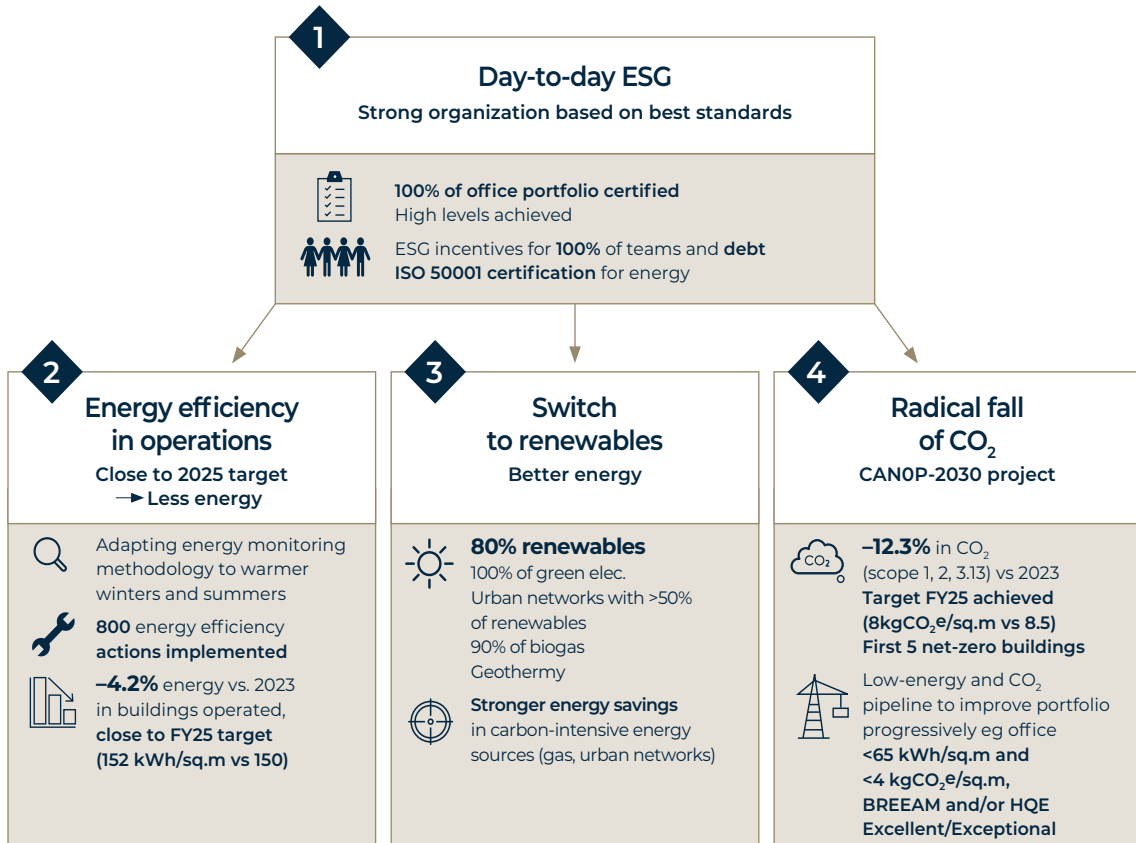 1
Day-to-day ESG
Strong organization based on best standards
100% of office portfolio certified
High levels achieved
ESG incentives for 100% of teams and debt
ISO 50001 certification for energy
2
Energy efficiency
in operations
Close to 2025 target
→ Less energy
Adapting energy monitoring
methodology to warmer
winters and summers
800 energy efficiency
actions implemented
–4.2% energy vs. 2023
in buildings operated,
close to FY25 target
(152 kWh/sq.m vs 150)
3
Switch
to renewables
Better energy
80% renewables
100% of green elec.
Urban networks with >50%
of renewables
90% of biogas
Geothermy
Stronger energy savings
in carbon-intensive energy
sources (gas, urban networks)
4
Radical fall
of CO₂
CAN0P-2030 project
CO₂
–12.3% in CO₂
(scope 1, 2, 3.13) vs 2023
Target FY25 achieved
(8kgCO₂e/sq.m vs 8.5)
First 5 net-zero buildings
Low-energy and CO₂
pipeline to improve portfolio
progressively eg office
<65 kWh/sq.m and
<4 kgCO₂e/sq.m,
BREEAM and/or HQE
Excellent/Exceptional